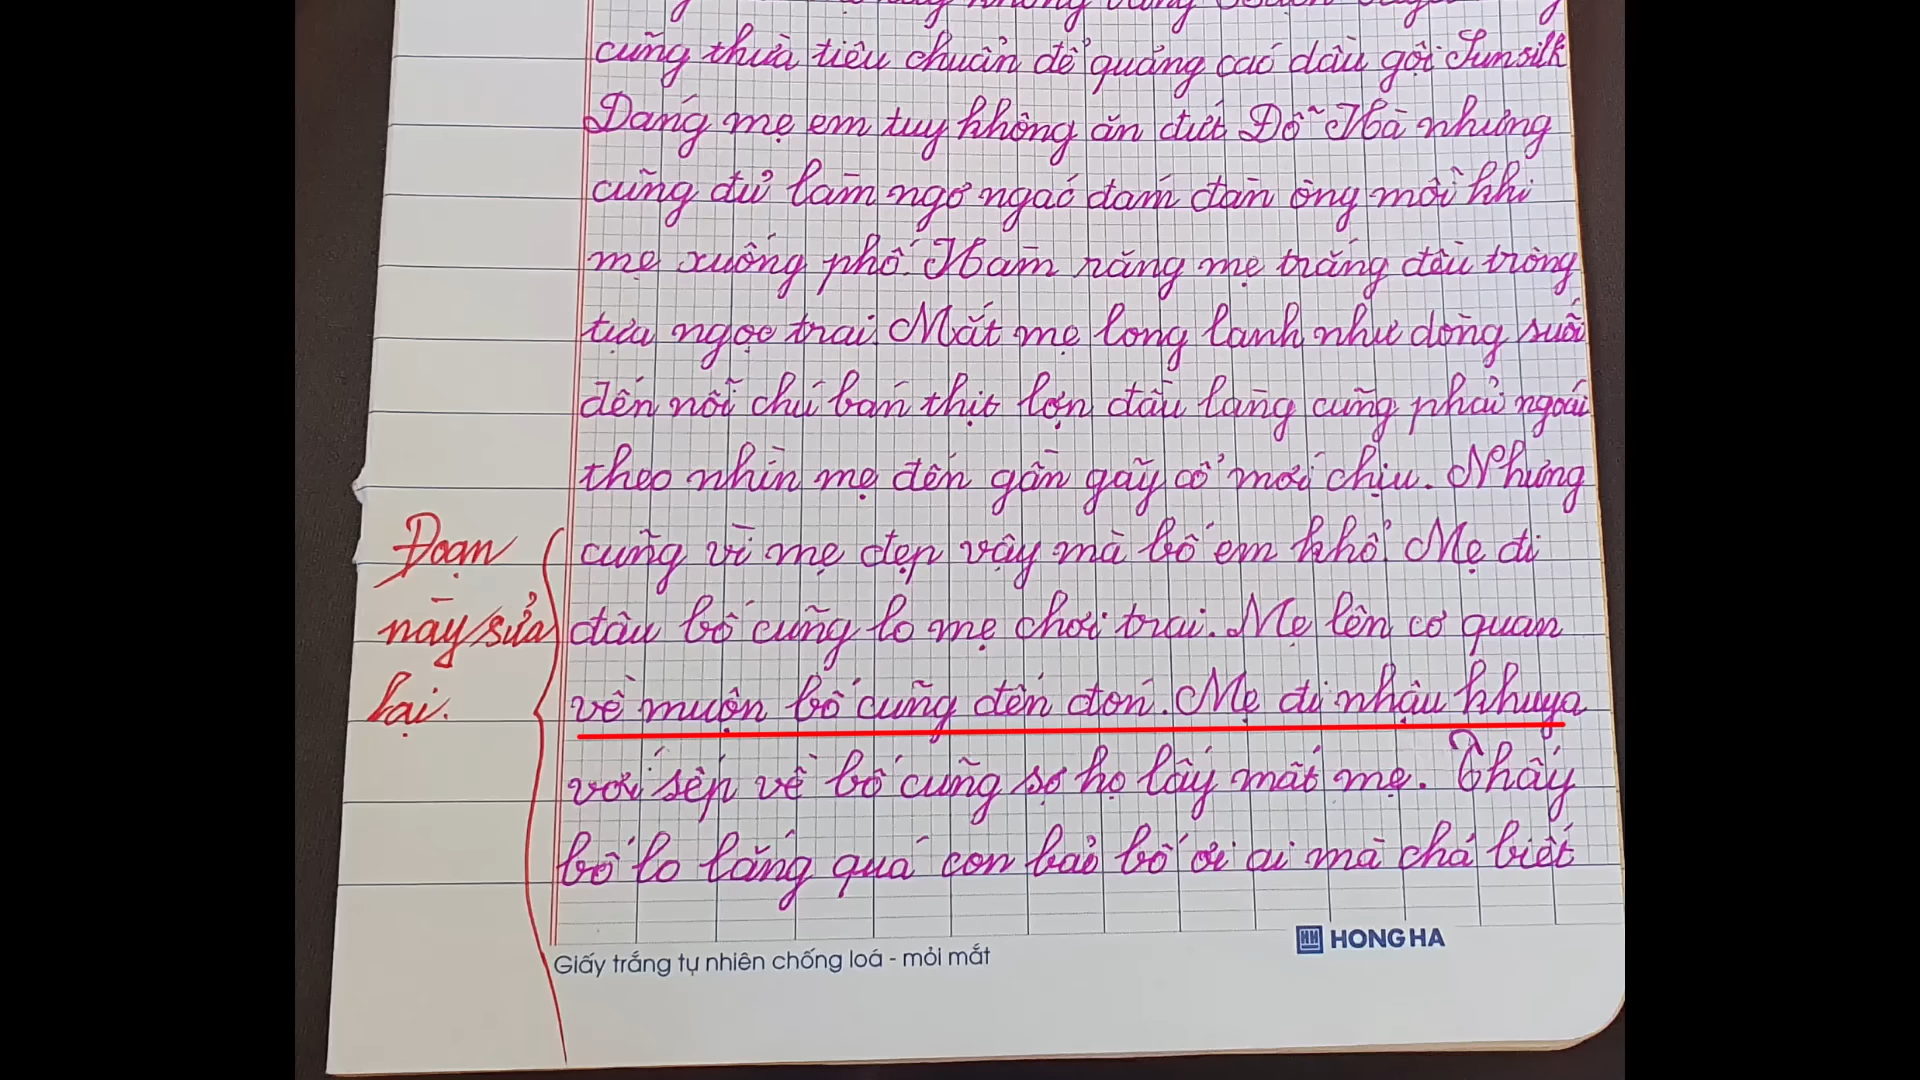 cũng thừa tiêu chuẩn để quảng cáo dầu gội Sunsilk
Dáng mẹ em tuy không ăn đứt Đỗ Hà nhưng
cũng đủ làm ngơ ngác đám đàn ông mỗi khi
mẹ xuống phố. Hàm răng mẹ trắng đều tròng
tựa ngọc trai. Mắt mẹ long lanh như dòng suối
đến nỗi chú bán thịt lợn đầu làng cũng phải ngoái
theo nhìn mẹ đến gần gãy cổ mới chịu. Nhưng
cũng vì mẹ đẹp vậy mà bố em khổ. Mẹ đi
đâu bố cũng lo mẹ chơi trai. Mẹ lên cơ quan
về muộn bố cũng đến đón. Mẹ đi nhậu khuya
với sếp về bố cũng sợ họ lấy mất mẹ. Thấy
bố lo lắng quá con bảo bố ơi ai mà chả biết
Đoạn
này sửa
lại.
HONG HA
Giấy trắng tự nhiên chống loá - mỏi mắt